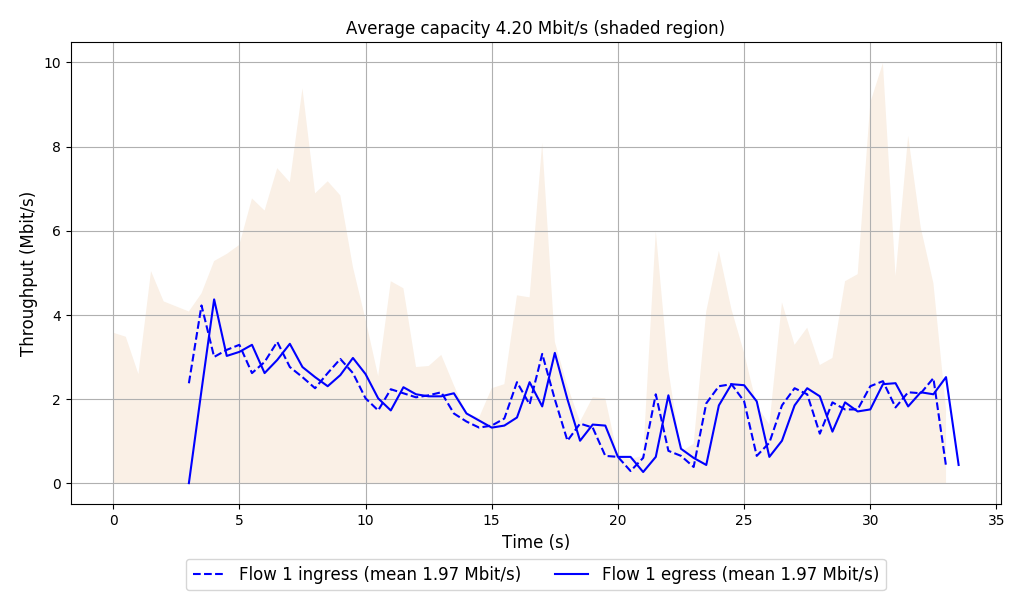 Average capacity 4.20 Mbit/s (shaded region)
Throughput (Mbit/s)
10
8
6
4
2
0
0 5 10 15 20 25 30 35
Time (s)
Flow 1 ingress (mean 1.97 Mbit/s) Flow 1 egress (mean 1.97 Mbit/s)